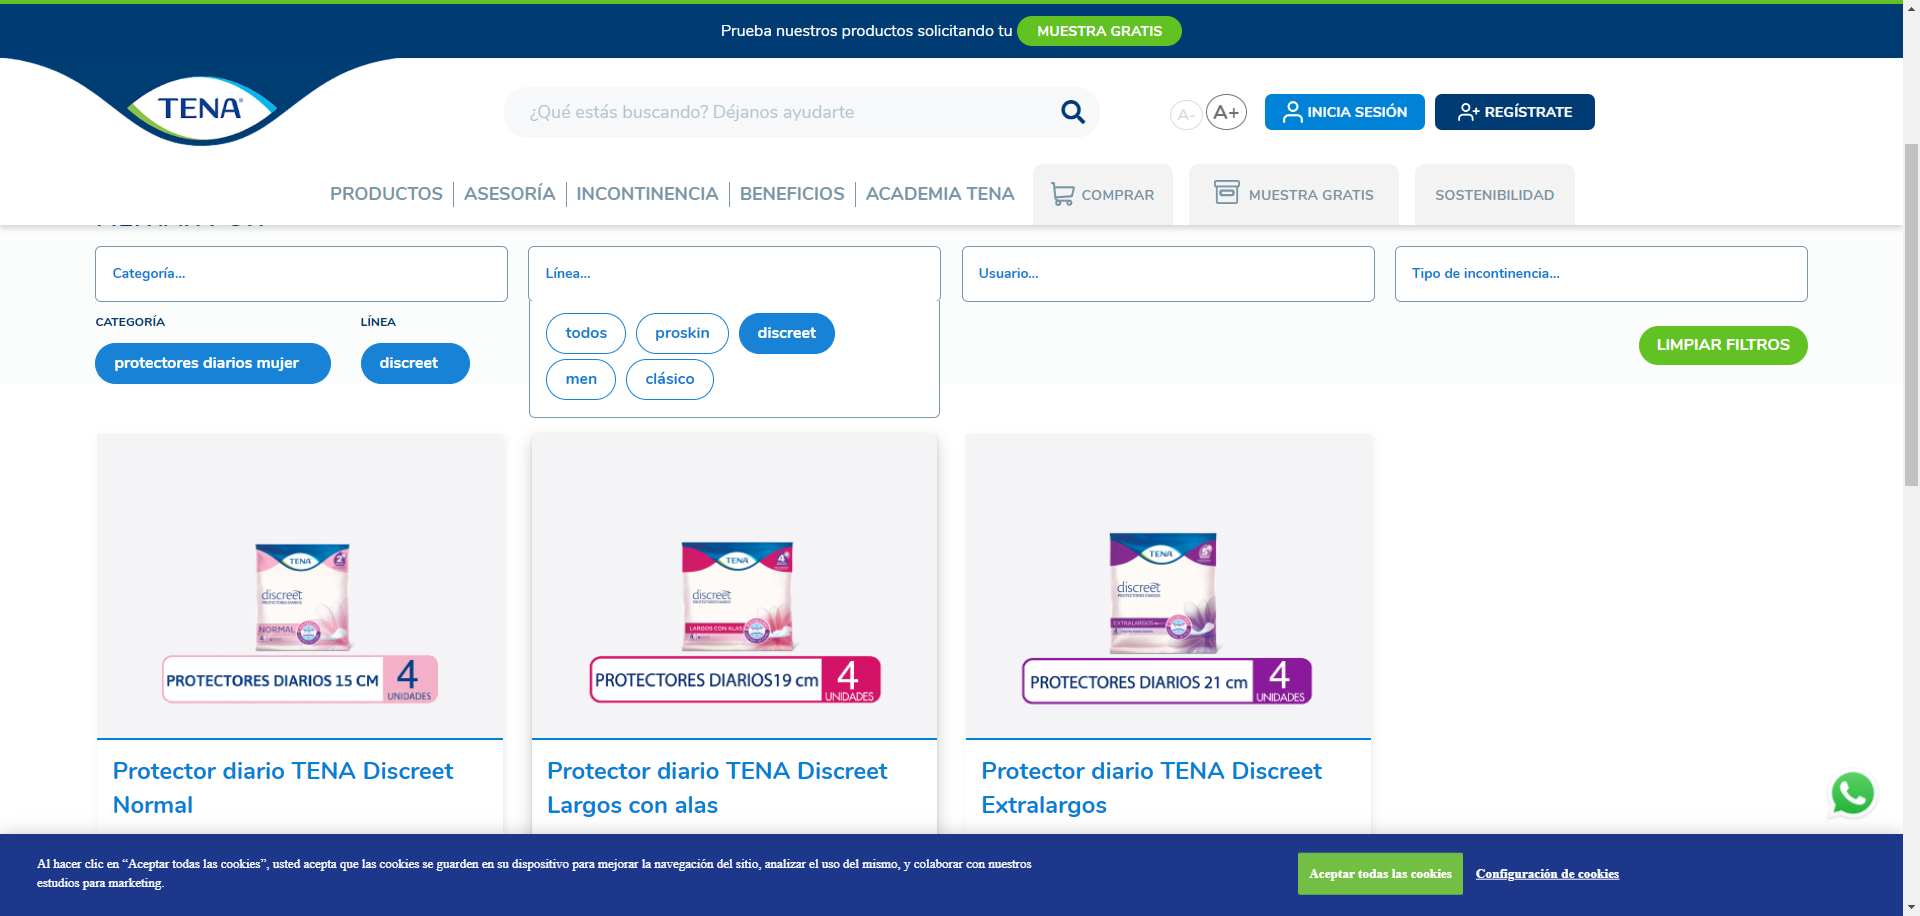 Prueba nuestros productos solicitando tu MUESTRA GRATIS
TENA
¿Qué estás buscando? Déjanos ayudarte
A- A+
INICIA SESIÓN
REGÍSTRATE
PRODUCTOS
ASESORÍA
INCONTINENCIA
BENEFICIOS
ACADEMIA TENA
COMPRAR
MUESTRA GRATIS
SOSTENIBILIDAD
Categoría...
Línea...
Usuario...
Tipo de incontinencia...
CATEGORÍA
LÍNEA
protectores diarios mujer
discreet
todos
proskin
discreet
men
clásico
LIMPIAR FILTROS
TENA
discreet
PROTECTORES DIARIOS
NORMAL
PROTECTORES DIARIOS 15 CM
4
UNIDADES
TENA
discreet
PROTECTORES DIARIOS
LARGOS CON ALAS
PROTECTORES DIARIOS19 cm
4
UNIDADES
TENA
discreet
PROTECTORES DIARIOS
EXTRALARGOS
PROTECTORES DIARIOS 21 cm
4
UNIDADES
Protector diario TENA Discreet
Normal
Protector diario TENA Discreet
Largos con alas
Protector diario TENA Discreet
Extralargos
Al hacer clic en “Aceptar todas las cookies”, usted acepta que las cookies se guarden en su dispositivo para mejorar la navegación del sitio, analizar el uso del mismo, y colaborar con nuestros
estudios para marketing.
Aceptar todas las cookies
Configuración de cookies